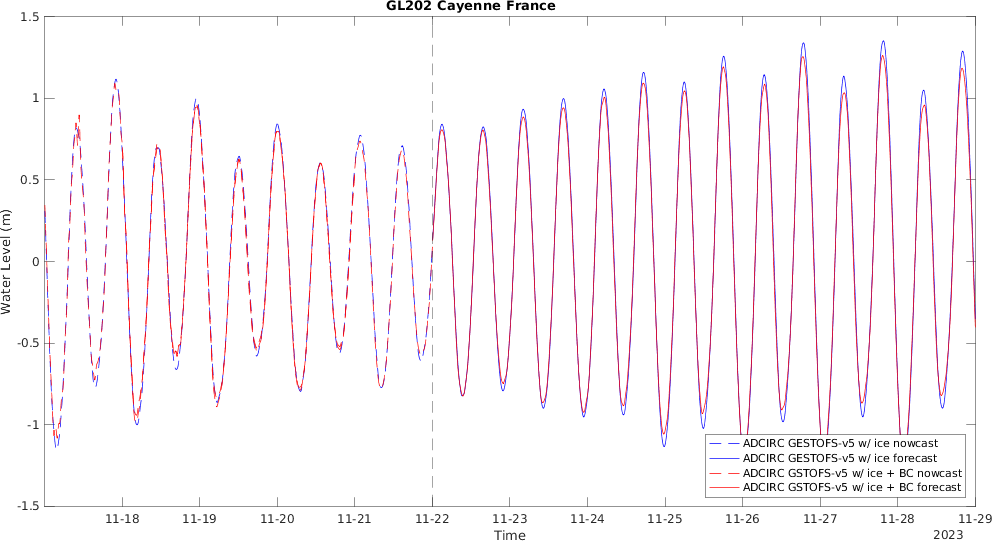 GL202 Cayenne France
1.5
1
0.5
0
-0.5
-1
-1.5
Water Level (m)
ADCIRC GESTOFS-v5 w/ ice nowcast
ADCIRC GESTOFS-v5 w/ ice forecast
ADCIRC GSTOFS-v5 w/ ice + BC nowcast
ADCIRC GSTOFS-v5 w/ ice + BC forecast
11-18 11-19 11-20 11-21 11-22 11-23 11-24 11-25 11-26 11-27 11-28 11-29
Time
2023